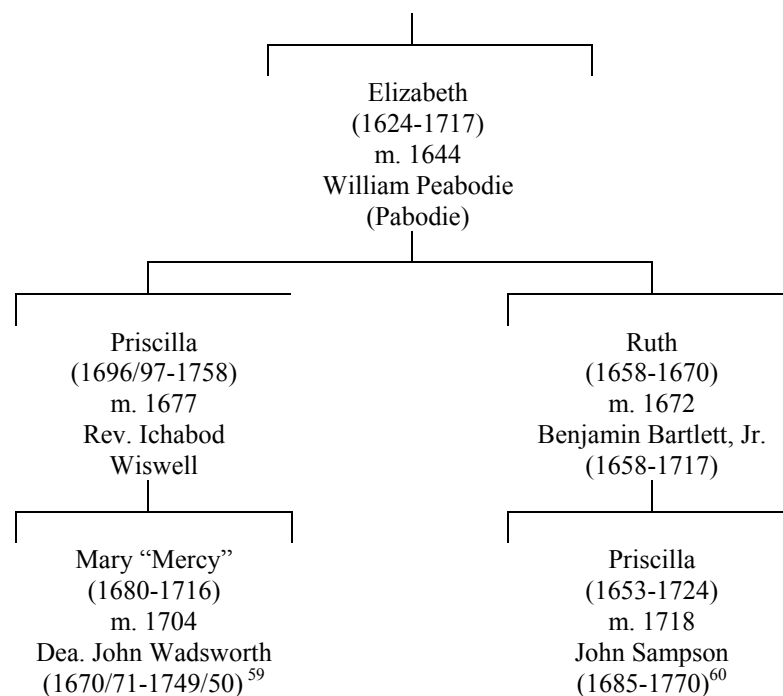 Elizabeth
(1624-1717)
m. 1644
William Peabodie
(Pabodie)
Priscilla
(1696/97-1758)
m. 1677
Rev. Ichabod
Wiswell
Ruth
(1658-1670)
m. 1672
Benjamin Bartlett, Jr.
(1658-1717)
Mary “Mercy”
(1680-1716)
m. 1704
Dea. John Wadsworth
(1670/71-1749/50) 59
Priscilla
(1653-1724)
m. 1718
John Sampson
(1685-1770)60